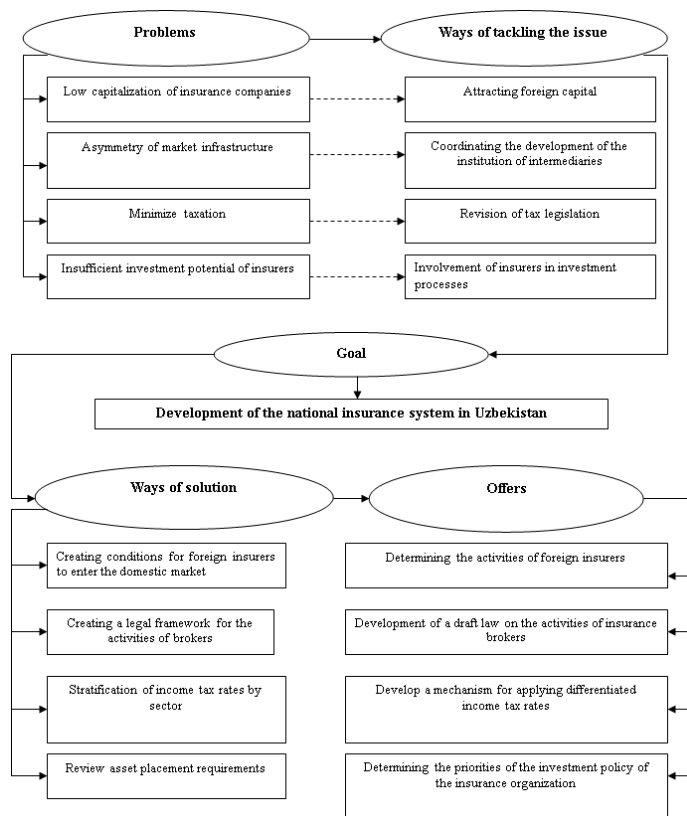 Problems
Ways of tackling the issue
Low capitalization of insurance companies
Attracting foreign capital
Asymmetry of market infrastructure
Coordinating the development of the
institution of intermediaries
Minimize taxation
Revision of tax legislation
Insufficient investment potential of insurers
Involvement of insurers in investment
processes
Goal
Development of the national insurance system in Uzbekistan
Ways of solution
Offers
Creating conditions for foreign insurers
to enter the domestic market
Determining the activities of foreign insurers
Creating a legal framework for the
activities of brokers
Development of a draft law on the activities of insurance
brokers
Stratification of income tax rates by
sector
Develop a mechanism for applying differentiated
income tax rates
Review asset placement requirements
Determining the priorities of the investment policy of
the insurance organization